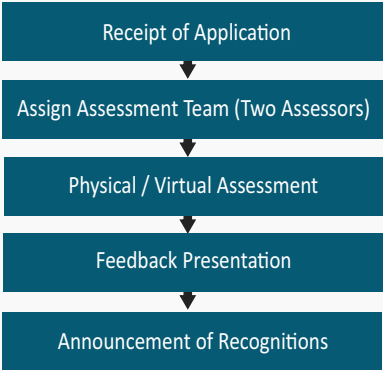 Receipt of Application
Assign Assessment Team (Two Assessors)
Physical / Virtual Assessment
Feedback Presentation
Announcement of Recognitions